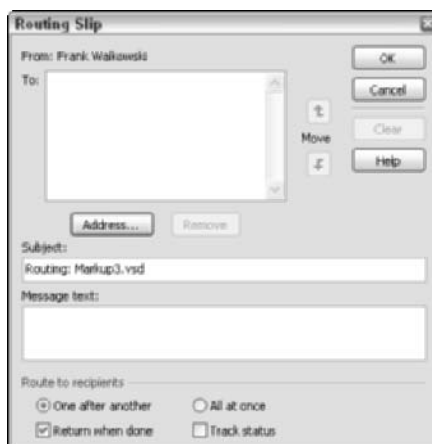 Routing Slip
From: Frank Waikowski
OK
To:
Cancel
Clear
Move
Help
Address...
Remove
Subject:
Routing: Markup3.vsd
Message text:
Route to recipients
One after another
All at once
Return when done
Track status